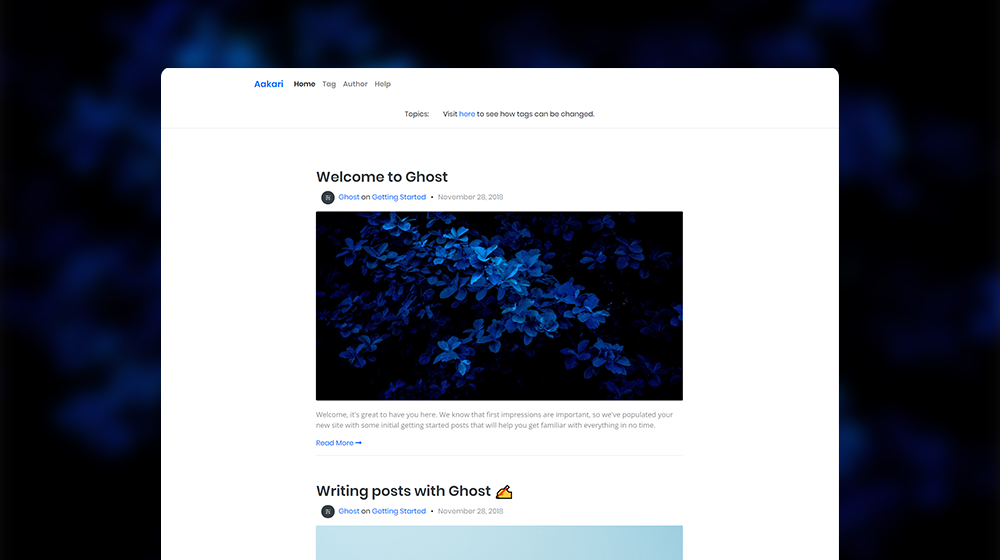 Aakari Home Tag Author Help
Topics: Visit here to see how tags can be changed.
Welcome to Ghost
Ghost on Getting Started • November 28, 2018
Welcome, it's great to have you here. We know that first impressions are important, so we've populated your
new site with some initial getting started posts that will help you get familiar with everything in no time.
Read More ➞
Writing posts with Ghost ✍
Ghost on Getting Started • November 28, 2018